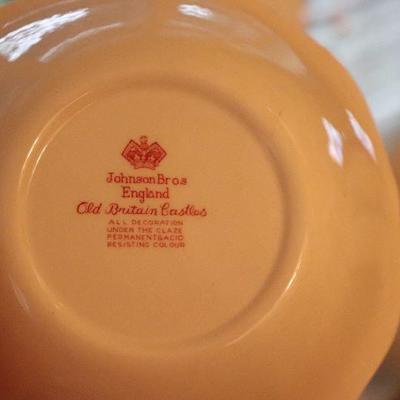 Johnson Bros
England
Old Britain Castles
ALL DECORATION
UNDER THE GLAZE
PERMANENT & ACID
RESISTING COLOUR